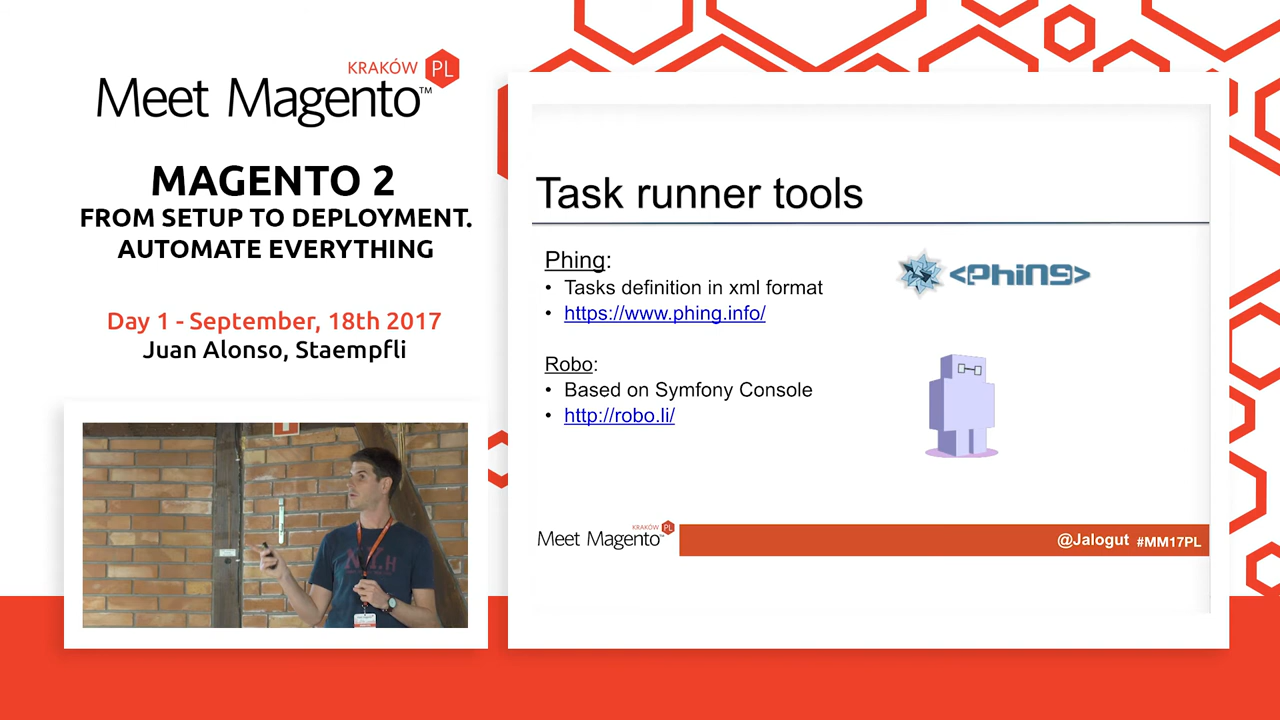 KRAKÓW PL
Meet Magento™
MAGENTO 2
FROM SETUP TO DEPLOYMENT.
AUTOMATE EVERYTHING
Day 1 - September, 18th 2017
Juan Alonso, Staempfli
Task runner tools
Phing:
• Tasks definition in xml format
• https://www.phing.info/
<phing>
Robo:
• Based on Symfony Console
• http://robo.li/
KRAKÓW PL
Meet Magento™
@Jalogut #MM17PL